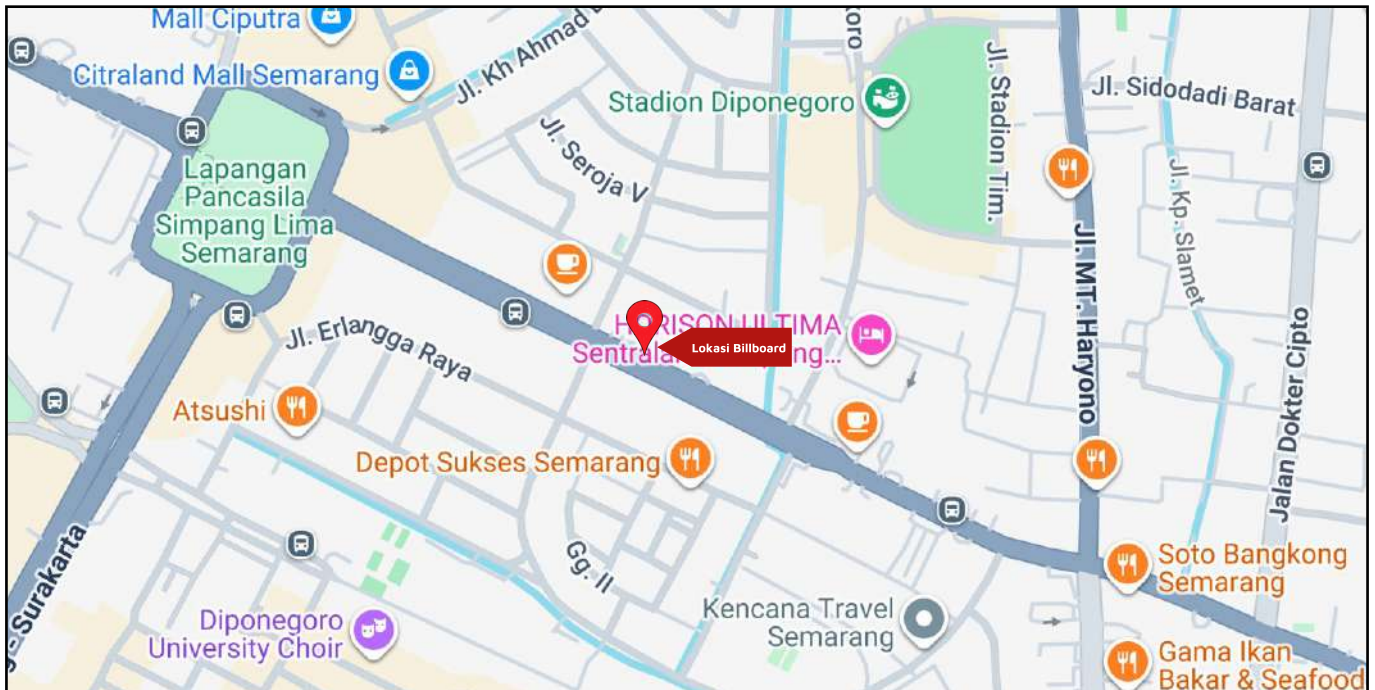 Mall Ciputra
Citraland Mall Semarang
Jl. Kh Ahmad
Stadion Diponegoro
Jl. Stadion Tim.
Jl. Sidodadi Barat
Jl. Seroja V
Lapangan
Pancasila
Simpang Lima
Semarang
Jl. Kp. Slamet
Jl. MT. Haryono
Jalan Dokter Cipto
Jl. Erlangga Raya
ULTIMA
Lokasi Billboard
Atsushi
Depot Sukses Semarang
Gg. II
Surakarta
Diponegoro
University Choir
Kencana Travel
Semarang
Soto Bangkong
Semarang
Gama Ikan
Bakar & Seafood